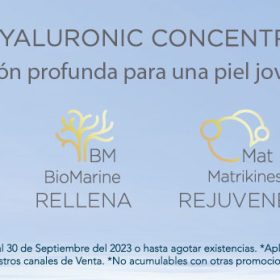 YALURONIC CONCENTR
ón profunda para una piel jov
BM
BioMarine
RELLENA
Mat
Matrikines
REJUVENE
l 30 de Septiembre del 2023 o hasta agotar existencias. *Apl
stros canales de Venta. *No acumulables con otras promocio